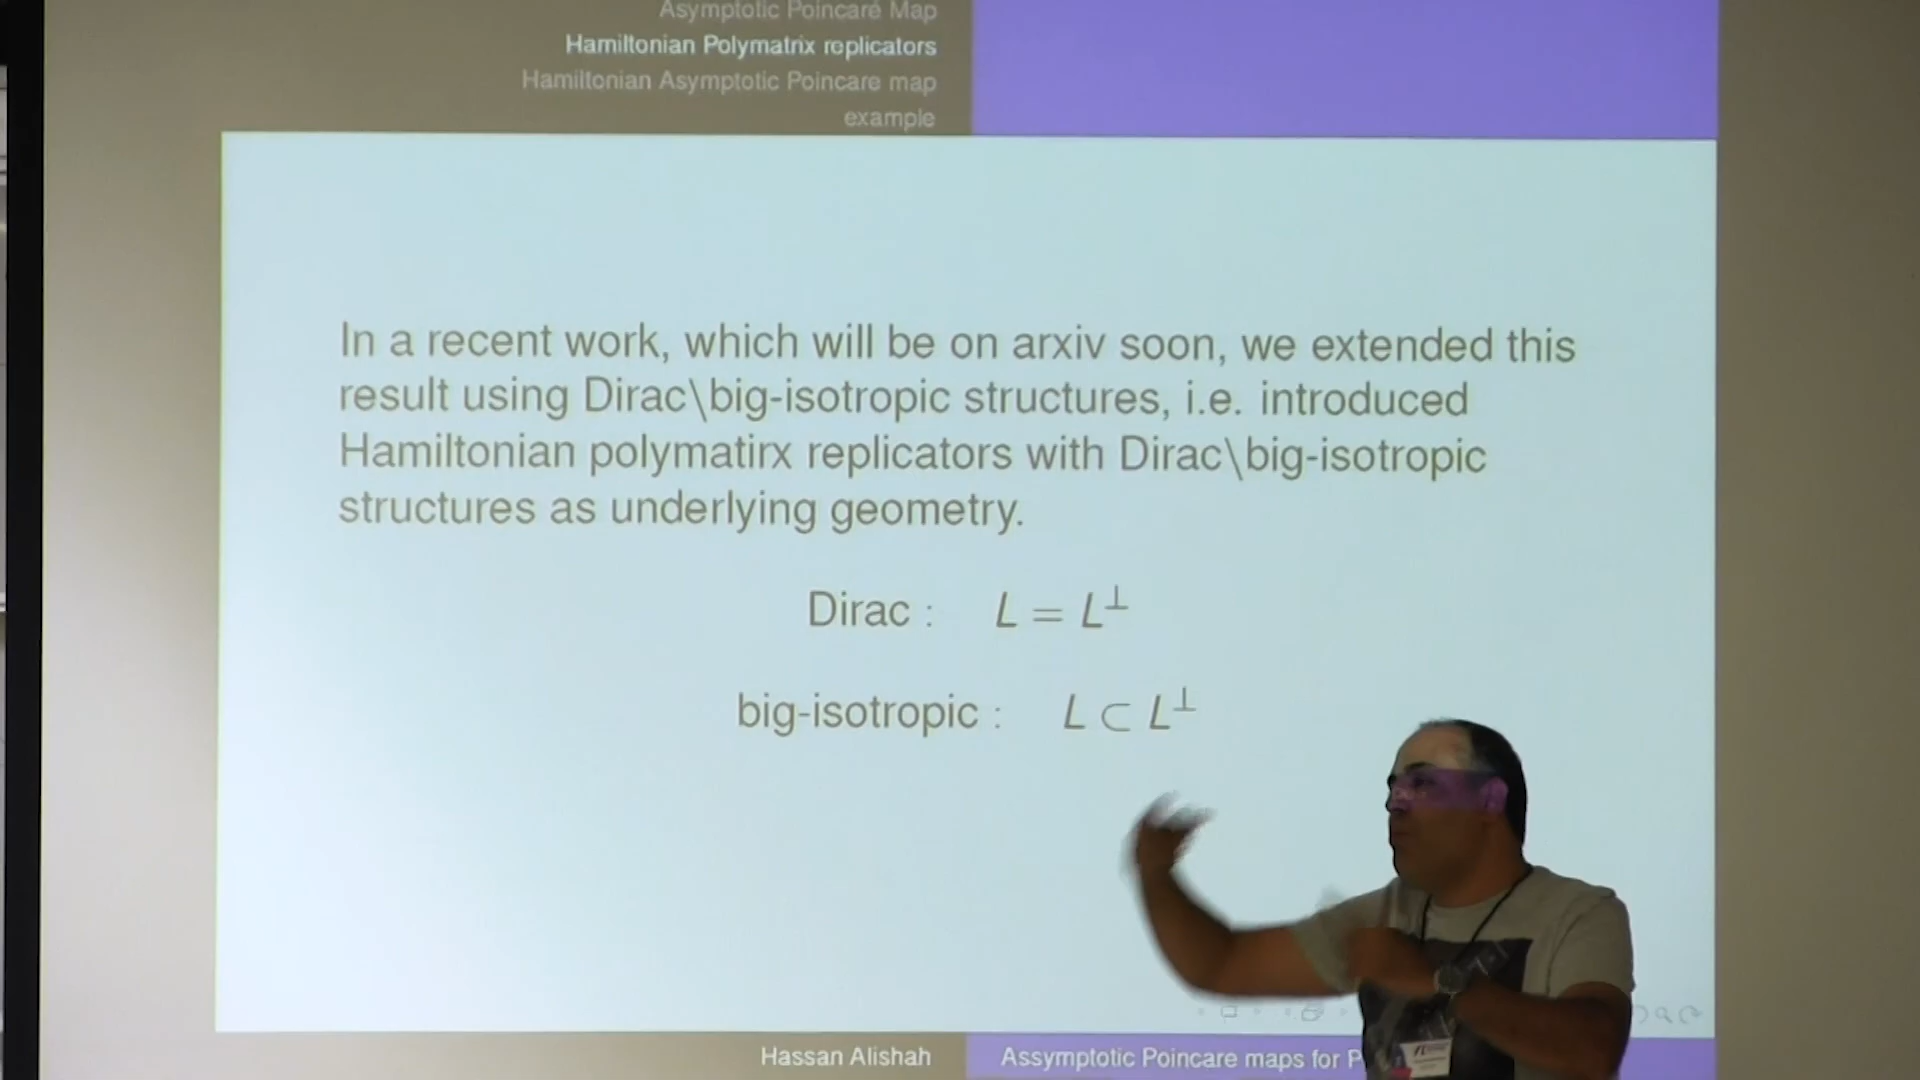 Asymptotic Poincaré Map
Hamiltonian Polymatrix replicators
Hamiltonian Asymptotic Poincare map
example
In a recent work, which will be on arxiv soon, we extended this
result using Dirac\big-isotropic structures, i.e. introduced
Hamiltonian polymatirx replicators with Dirac\big-isotropic
structures as underlying geometry.
Dirac : L = L⊥
big-isotropic : L ⊂ L⊥
Hassan Alishah
Assymptotic Poincare maps for P